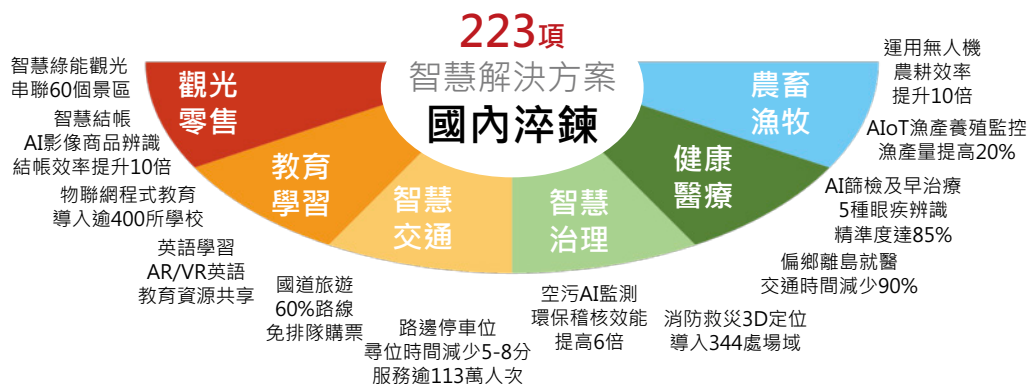 223項
智慧解決方案
國內淬鍊
觀光
零售
教育
學習
智慧
交通
智慧
治理
健康
醫療
農畜
漁牧
智慧綠能觀光
串聯60個景區
智慧結帳
AI影像商品辨識
結帳效率提升10倍
物聯網程式教育
導入逾400所學校
英語學習
AR/VR英語
教育資源共享
國道旅遊
60%路線
免排隊購票
路邊停車位
尋位時間減少5-8分
服務逾113萬人次
空污AI監測
環保稽核效能
提高6倍
消防救災3D定位
導入344處場域
偏鄉離島就醫
交通時間減少90%
AI篩檢及早治療
5種眼疾辨識
精準度達85%
AIoT漁產養殖監控
漁產量提高20%
運用無人機
農耕效率
提升10倍